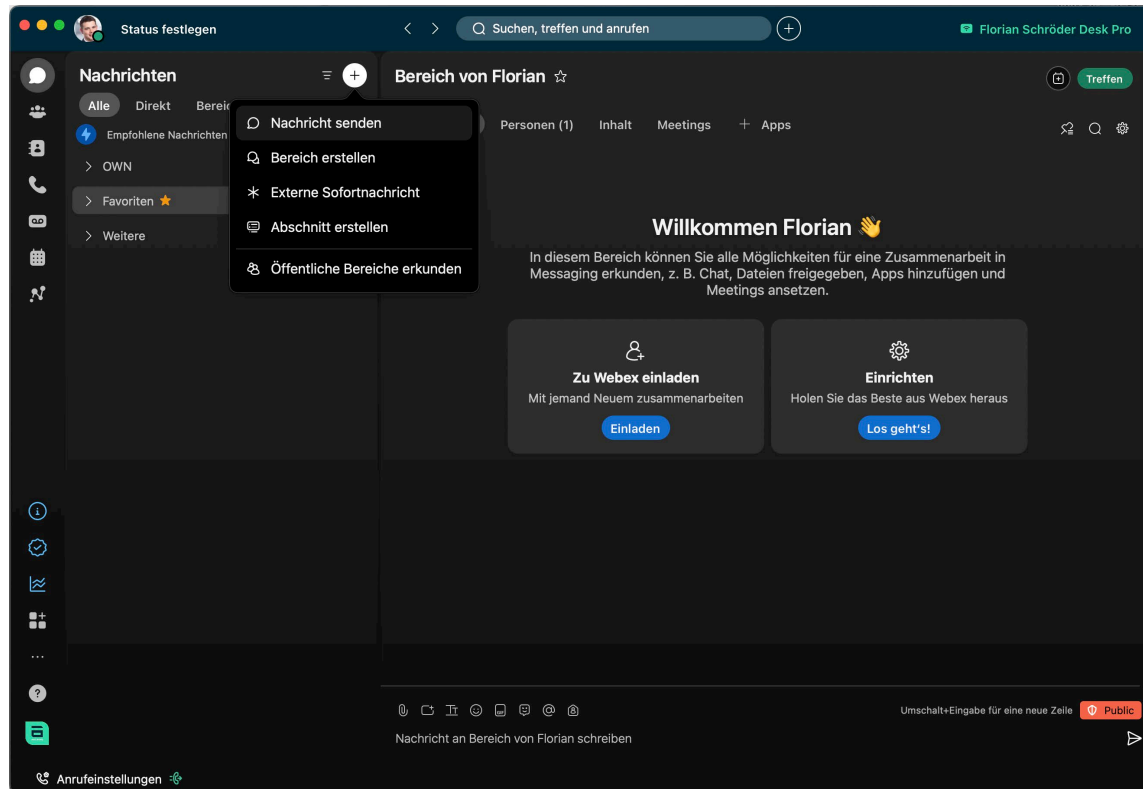 Status festlegen
Suchen, treffen und anrufen
Florian Schröder Desk Pro
Nachrichten
Alle Direkt
Empfohlene Nachrichten
OWN
Favoriten
Weitere
Nachricht senden
Bereich erstellen
Externe Sofortnachricht
Abschnitt erstellen
Öffentliche Bereiche erkunden
Bereich von Florian
Treffen
Personen (1) Inhalt Meetings + Apps
Willkommen Florian 👋
In diesem Bereich können Sie alle Möglichkeiten für eine Zusammenarbeit in
Messaging erkunden, z. B. Chat, Dateien freigegeben, Apps hinzufügen und
Meetings ansetzen.
Zu Webex einladen
Mit jemand Neuem zusammenarbeiten
Einladen
Einrichten
Holen Sie das Beste aus Webex heraus
Los geht's!
Umschalt+Eingabe für eine neue Zeile
Public
Nachricht an Bereich von Florian schreiben
Anrufeinstellungen